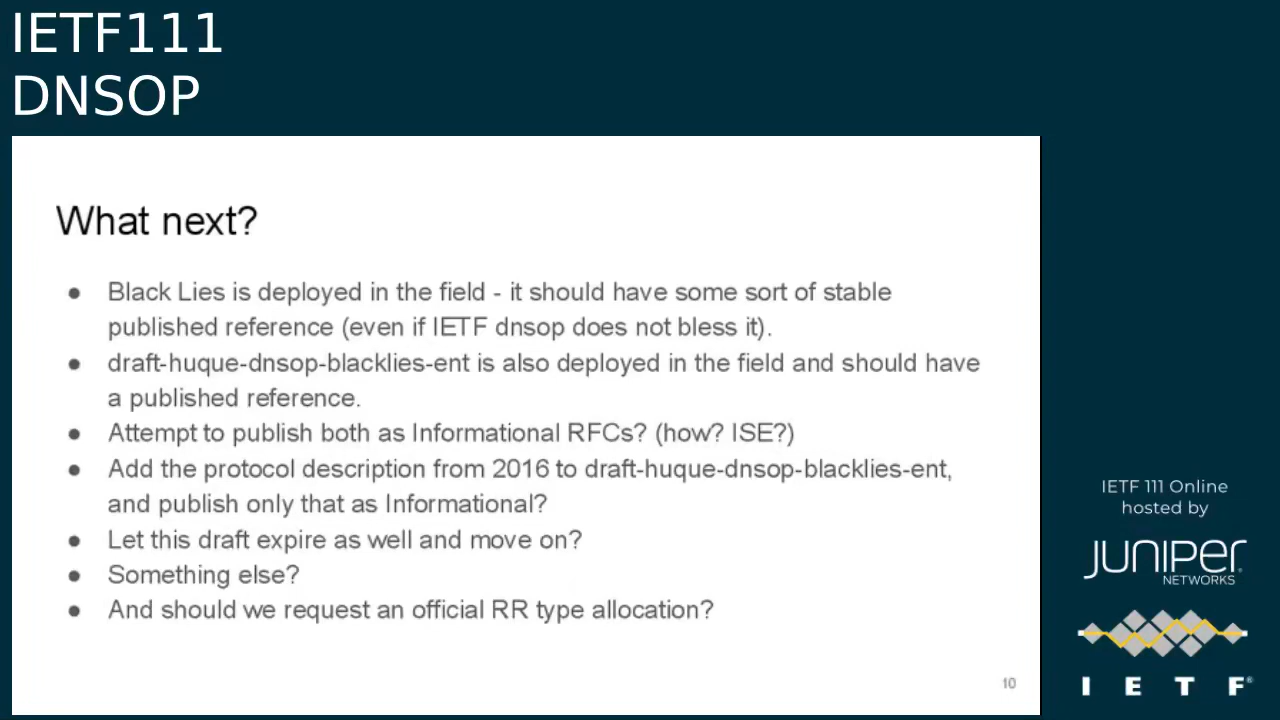 IETF111
DNSOP
What next?
● Black Lies is deployed in the field - it should have some sort of stable
published reference (even if IETF dnsop does not bless it).
● draft-huque-dnsop-blacklies-ent is also deployed in the field and should have
a published reference.
● Attempt to publish both as Informational RFCs? (how? ISE?)
● Add the protocol description from 2016 to draft-huque-dnsop-blacklies-ent,
and publish only that as Informational?
● Let this draft expire as well and move on?
● Something else?
● And should we request an official RR type allocation?
10
IETF 111 Online
hosted by
JUNIPER
NETWORKS
I E T F®